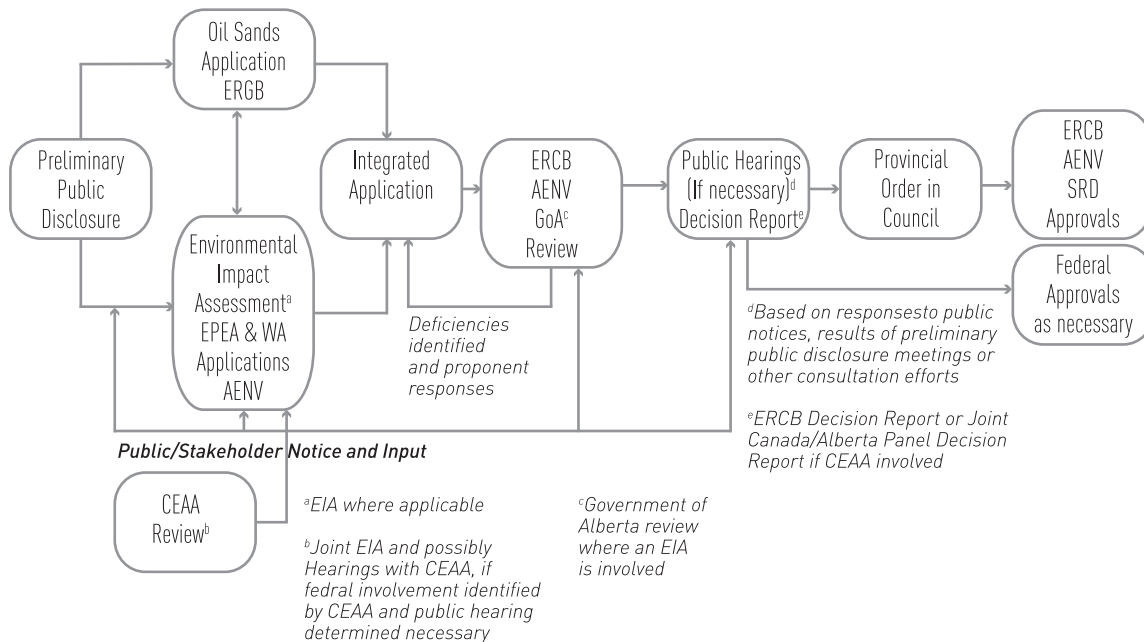 Oil Sands
Application
ERGB
Preliminary
Public
Disclosure
Integrated
Application
ERCB
AENV
GoAᶜ
Review
Public Hearings
(If necessary)ᵈ
Decision Reportᵉ
Provincial
Order in
Council
ERCB
AENV
SRD
Approvals
Environmental
Impact
Assessmentᵃ
EPEA & WA
Applications
AENV
Federal
Approvals
as necessary
Deficiencies
identified
and proponent
responses
ᵈBased on responsesto public
notices, results of preliminary
public disclosure meetings or
other consultation efforts
ᵉERCB Decision Report or Joint
Canada/Alberta Panel Decision
Report if CEAA involved
Public/Stakeholder Notice and Input
CEAA
Reviewᵇ
ᵃEIA where applicable
ᵇJoint EIA and possibly
Hearings with CEAA, if
fedral involvement identified
by CEAA and public hearing
determined necessary
ᶜGovernment of
Alberta review
where an EIA
is involved